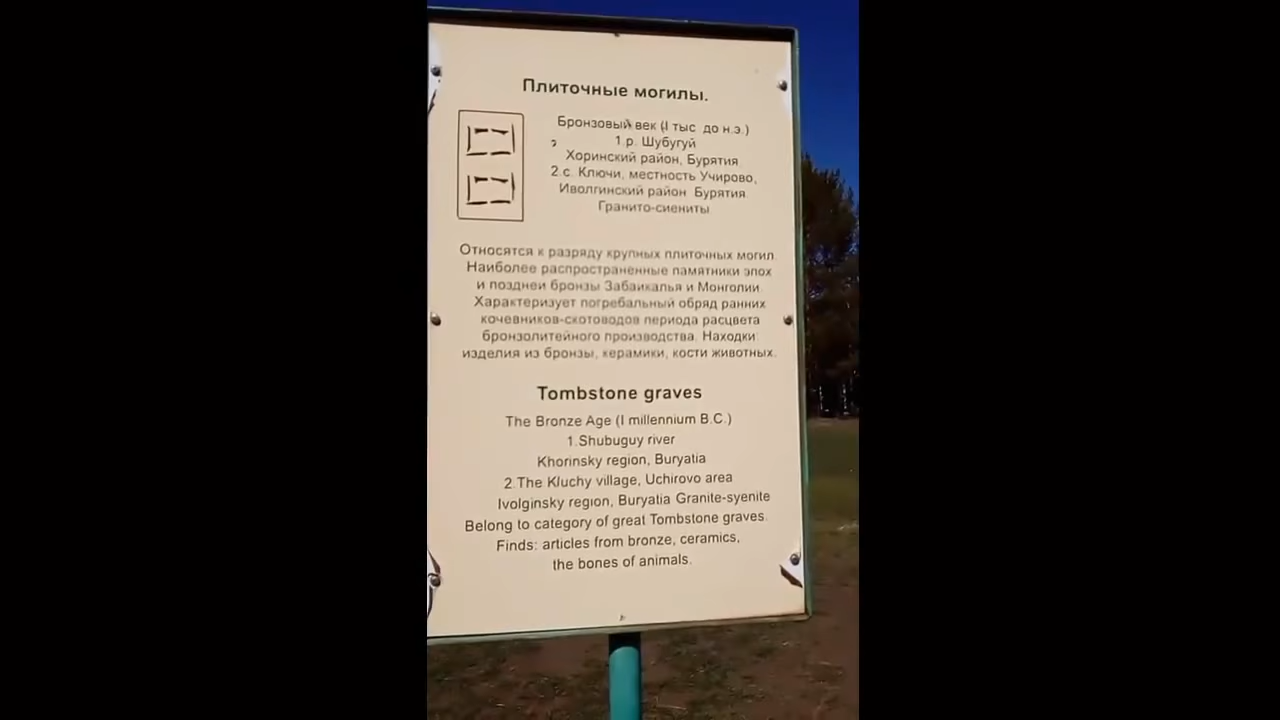 Плиточные могилы.
Бронзовый век (I тыс до н.э.)
1.р. Шубугуй
Хоринский район, Бурятия
2.с. Ключи, местность Учирово,
Иволгинский район Бурятия
Гранито-сиениты
Относятся к разряду крупных плиточных могил
Наиболее распространенные памятники эпох
и поздней бронзы Забайкалья и Монголии
Характеризует погребальный обряд ранних
кочевников-скотоводов периода расцвета
бронзолитейного производства. Находки
изделия из бронзы, керамики, кости животных.
Tombstone graves
The Bronze Age (I millennium B.C.)
1.Shubuguy river
Khorinsky region, Buryatia
2.The Kluchy village, Uchirovo area
Ivolginsky region, Buryatia Granite-syenite
Belong to category of great Tombstone graves.
Finds: articles from bronze, ceramics,
the bones of animals.